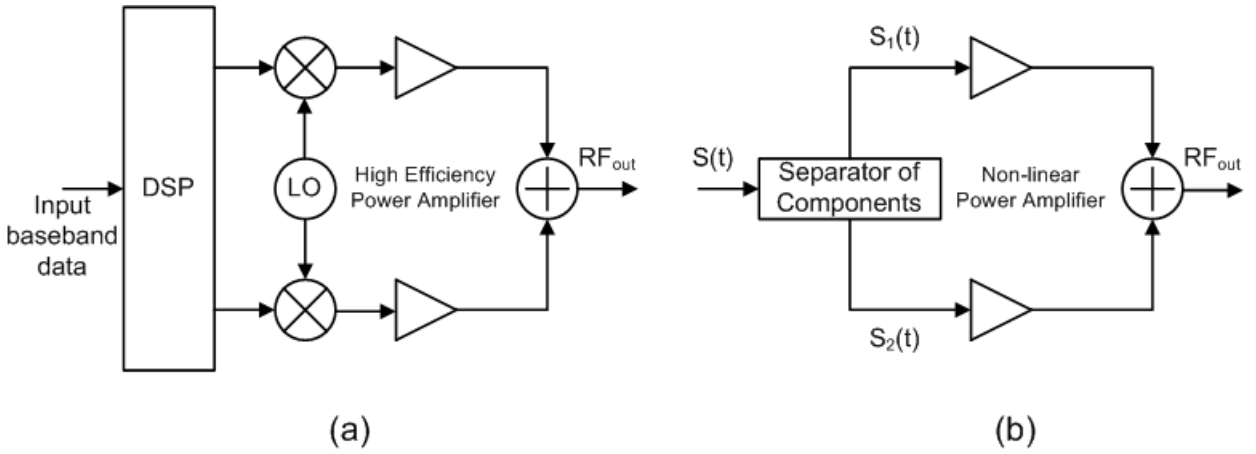 DSP
Input
baseband
data
LO
High Efficiency
Power Amplifier
RFout
(a)
S(t)
Separator of
Components
S1(t)
S2(t)
Non-linear
Power Amplifier
RFout
(b)